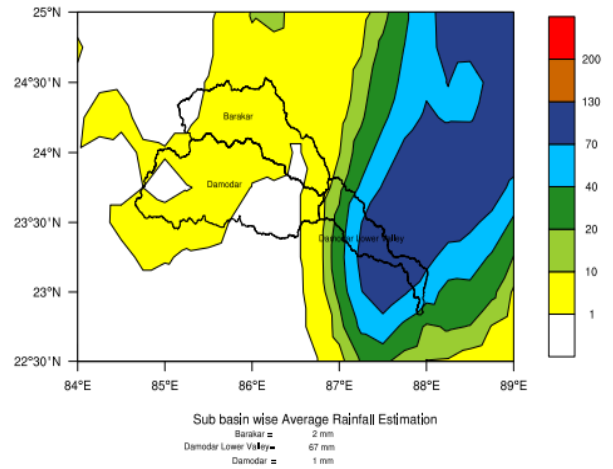 25°N
24°30'N
24°N
23°30'N
23°N
22°30'N
84°E 85°E 86°E 87°E 88°E 89°E
Barakar
Damodar
Damodar Lower Valley
200
130
70
40
20
10
1
Sub basin wise Average Rainfall Estimation
Barakar = 2 mm
Damodar Lower Valley= 67 mm
Damodar = 1 mm